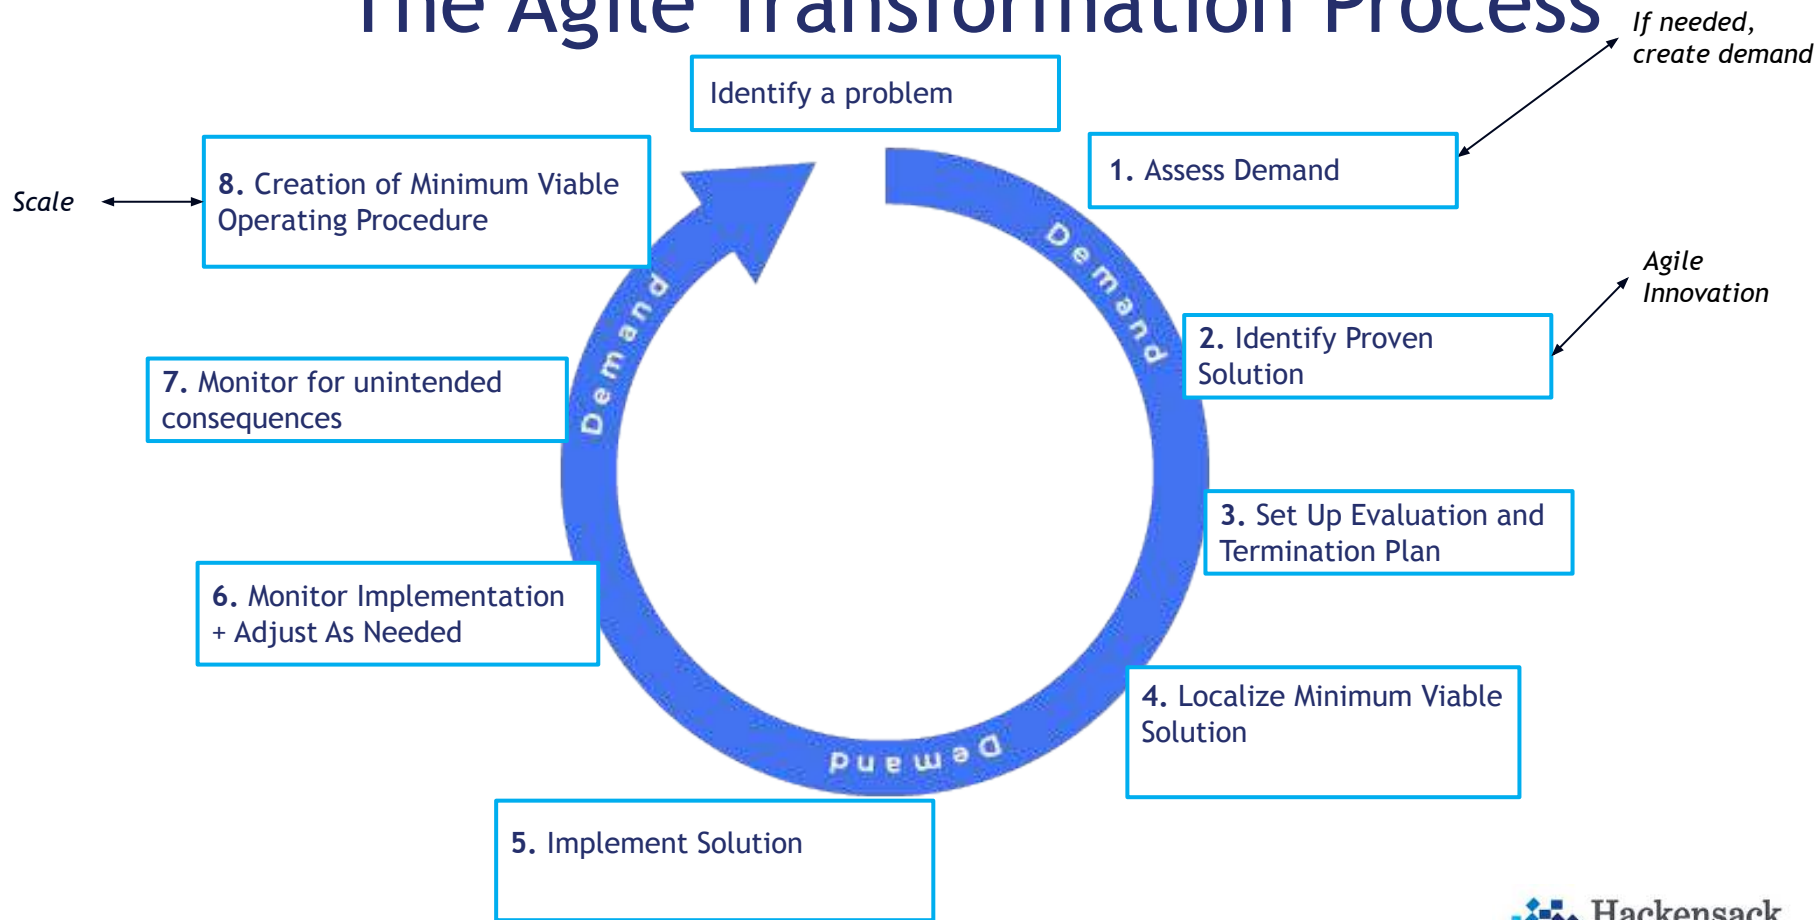 The Agile Transformation Process
If needed,
create demand
Identify a problem
1. Assess Demand
8. Creation of Minimum Viable
Operating Procedure
Scale
Demand
Agile
Innovation
2. Identify Proven
Solution
Demand
7. Monitor for unintended
consequences
3. Set Up Evaluation and
Termination Plan
6. Monitor Implementation
+ Adjust As Needed
4. Localize Minimum Viable
Solution
Demand
5. Implement Solution
Hackensack